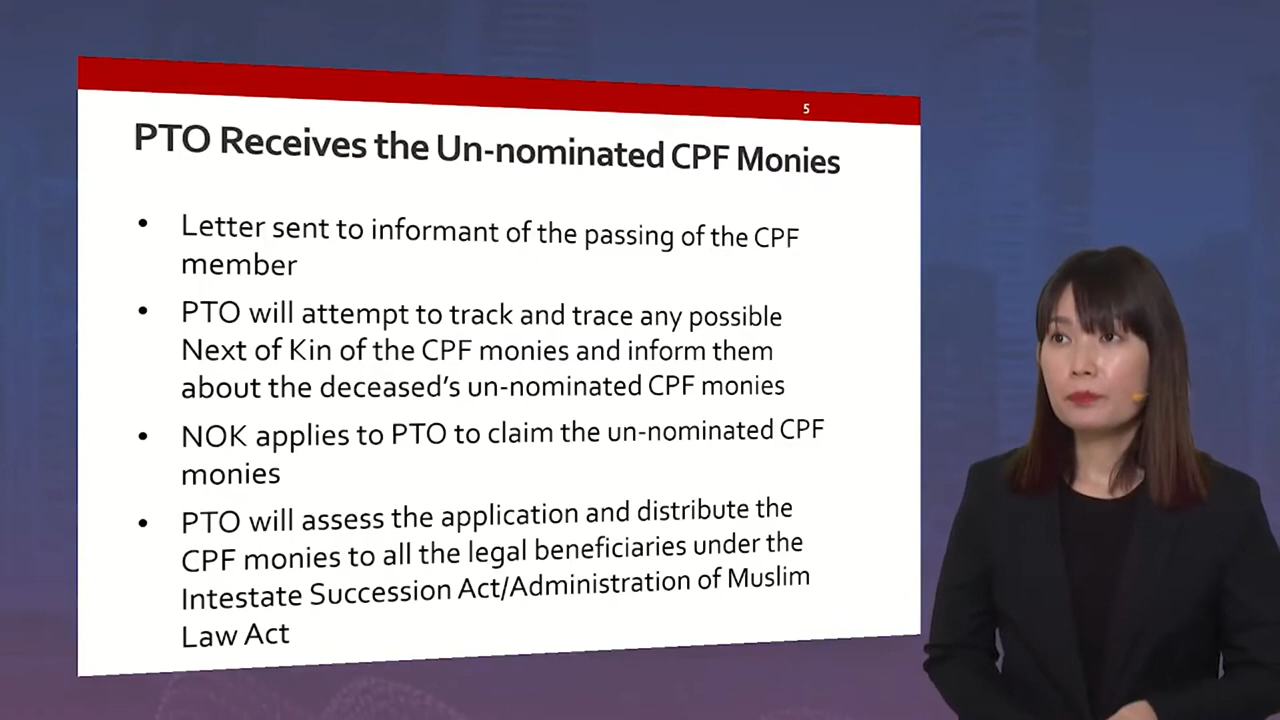 5
PTO Receives the Un-nominated CPF Monies
• Letter sent to informant of the passing of the CPF
member
• PTO will attempt to track and trace any possible
Next of Kin of the CPF monies and inform them
about the deceased's un-nominated CPF monies
• NOK applies to PTO to claim the un-nominated CPF
monies
• PTO will assess the application and distribute the
CPF monies to all the legal beneficiaries under the
Intestate Succession Act/Administration of Muslim
Law Act